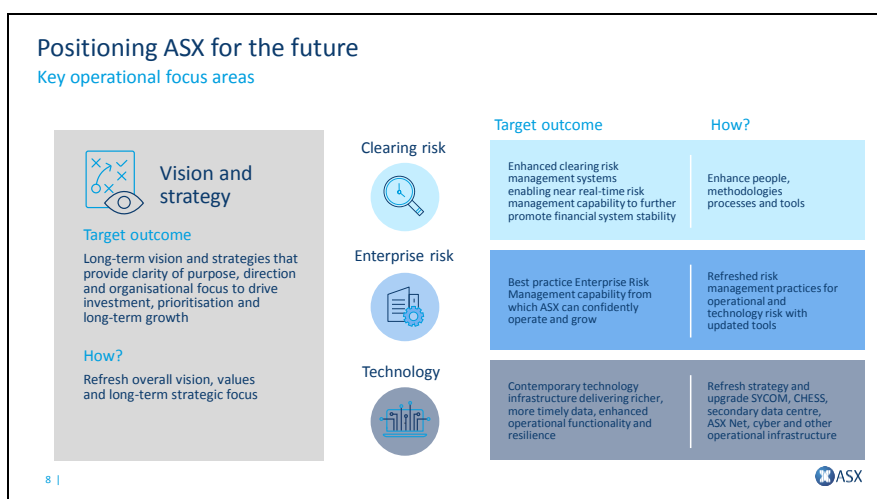 Positioning ASX for the future
Key operational focus areas
Vision and
strategy
Target outcome
Long-term vision and strategies that
provide clarity of purpose, direction
and organisational focus to drive
investment, prioritisation and
long-term growth
How?
Refresh overall vision, values
and long-term strategic focus
Target outcome
How?
Clearing risk
Enhanced clearing risk
management systems
enabling near real-time risk
management capability to further
promote financial system stability
Enhance people,
methodologies
processes and tools
Enterprise risk
Best practice Enterprise Risk
Management capability from
which ASX can confidently
operate and grow
Refreshed risk
management practices for
operational and
technology risk with
updated tools
Technology
Contemporary technology
infrastructure delivering richer,
more timely data, enhanced
operational functionality and
resilience
Refresh strategy and
upgrade SYCOM, CHESS,
secondary data centre,
ASX Net, cyber and other
operational infrastructure
8 |
ASX